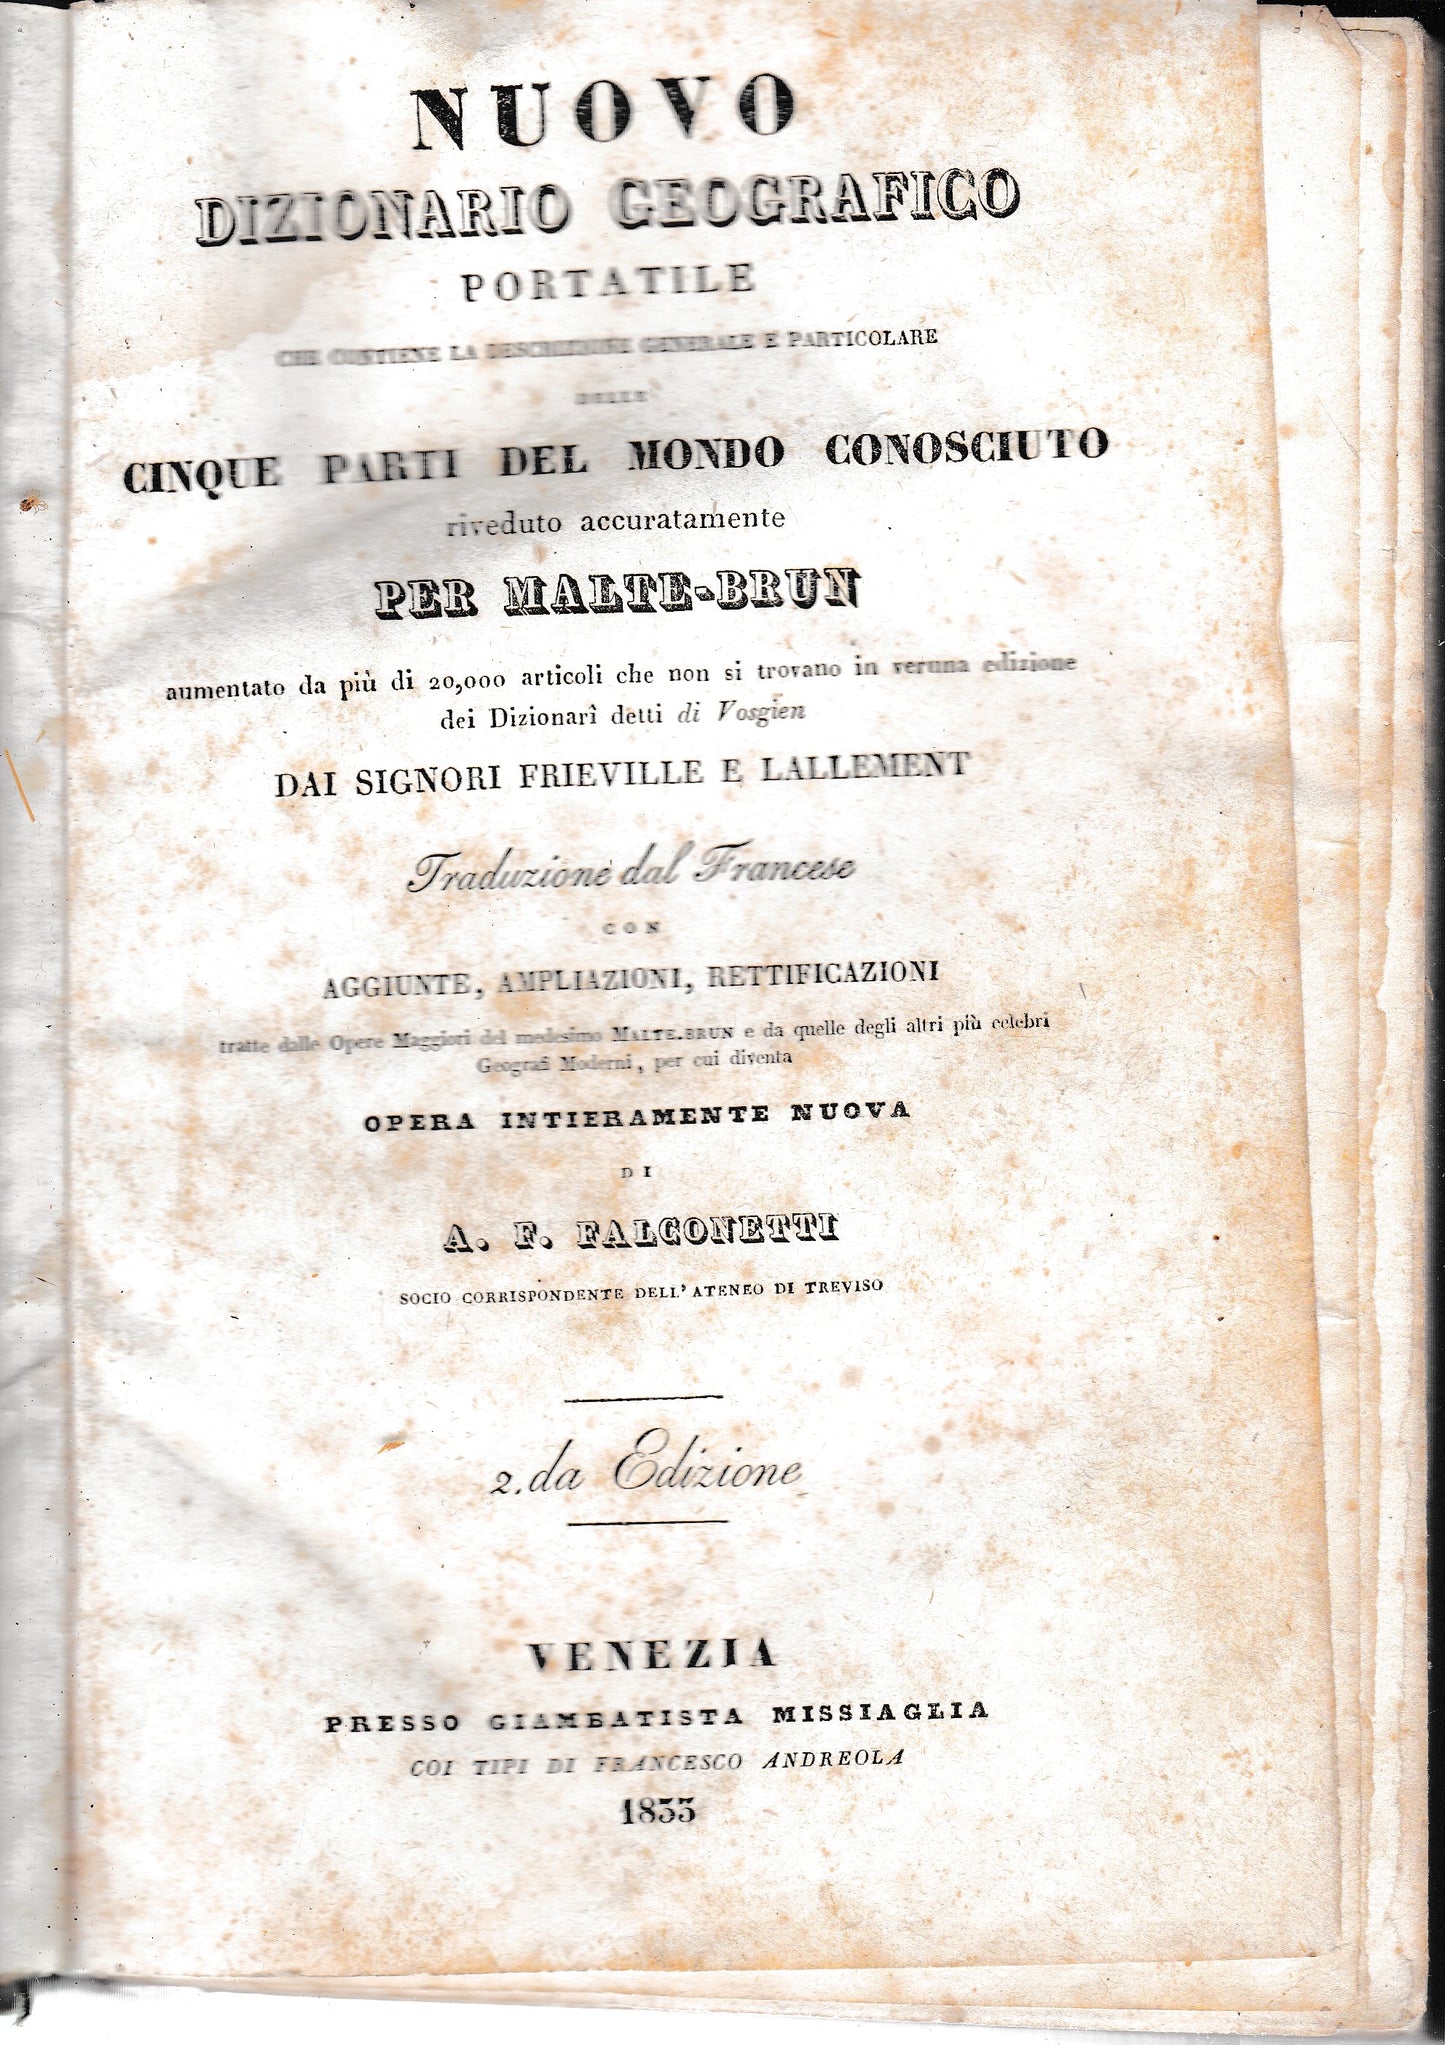 NUOVO
DIZIONARIO GEOGRAFICO
PORTATILE
CHE CONTIENE LA DESCRIZIONE GENERALE E PARTICOLARE
DELLE
CINQUE PARTI DEL MONDO CONOSCIUTO
riveduto accuratamente
PER MALTE-BRUN
aumentato da più di 20,000 articoli che non si trovano in veruna edizione
dei Dizionarî detti di Vosgien
DAI SIGNORI FRIEVILLE E LALLEMENT
Traduzione dal Francese
CON
AGGIUNTE, AMPLIAZIONI, RETTIFICAZIONI
tratte dalle Opere Maggiori del medesimo MALTE-BRUN e da quelle degli altri più celebri
Geografi Moderni, per cui diventa
OPERA INTIERAMENTE NUOVA
DI
A. F. FALCONETTI
SOCIO CORRISPONDENTE DELL'ATENEO DI TREVISO
2.da Edizione
VENEZIA
PRESSO GIAMBATISTA MISSIAGLIA
COI TIPI DI FRANCESCO ANDREOLA
1833